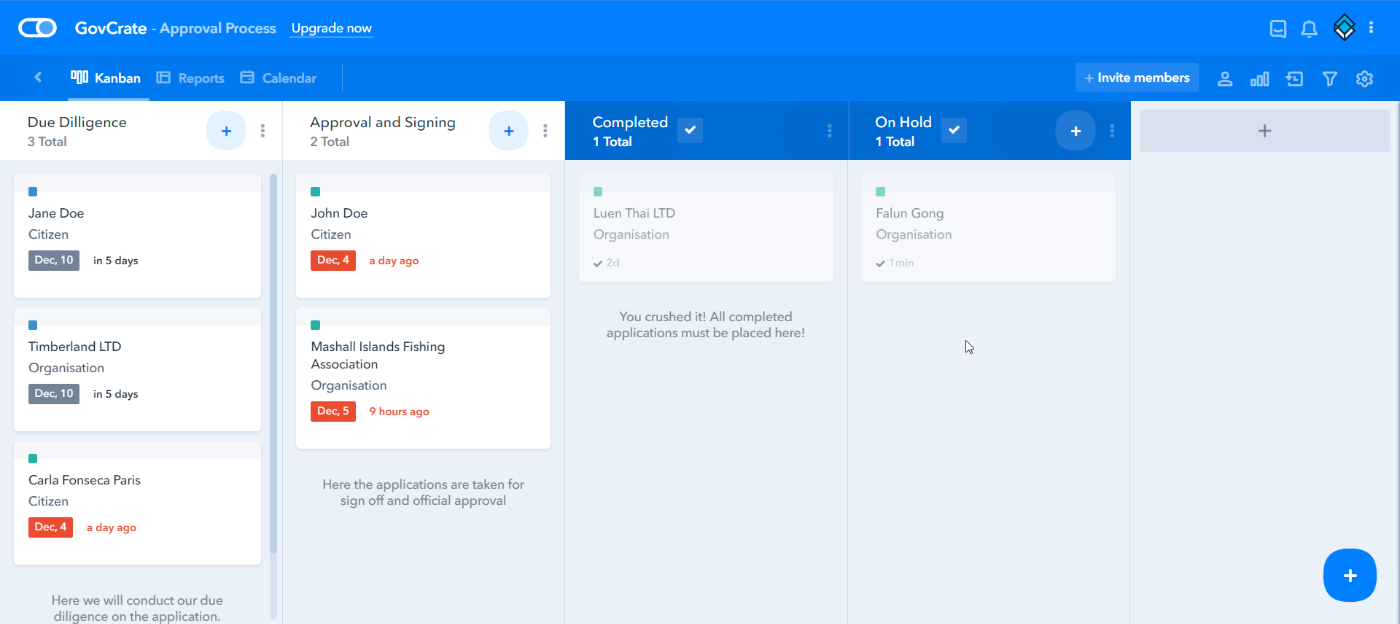 GovCrate - Approval Process Upgrade now
Kanban Reports Calendar + Invite members
Due Dilligence
3 Total
Jane Doe
Citizen
Dec, 10 in 5 days
Timberland LTD
Organisation
Dec, 10 in 5 days
Carla Fonseca Paris
Citizen
Dec, 4 a day ago
Here we will conduct our due
diligence on the application.
Approval and Signing
2 Total
John Doe
Citizen
Dec, 4 a day ago
Mashall Islands Fishing
Association
Organisation
Dec, 5 9 hours ago
Here the applications are taken for
sign off and official approval
Completed
1 Total
Luen Thai LTD
Organisation
2d
You crushed it! All completed
applications must be placed here!
On Hold
1 Total
Falun Gong
Organisation
1min